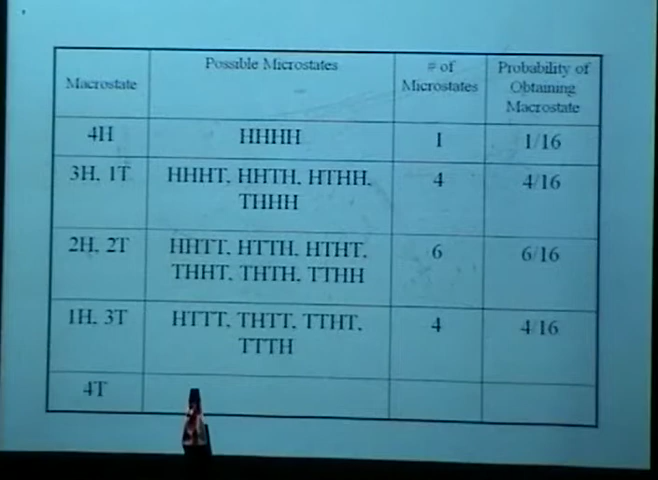 Macrostate
Possible Microstates
# of
Microstates
Probability of
Obtaining
Macrostate
4H
HHHH
1
1/16
3H, 1T
HHHT, HHTH, HTHH,
THHH
4
4/16
2H, 2T
HHTT, HTTH, HTHT,
THHT, THTH, TTHH
6
6/16
1H, 3T
HTTT, THTT, TTHT,
TTTH
4
4/16
4T